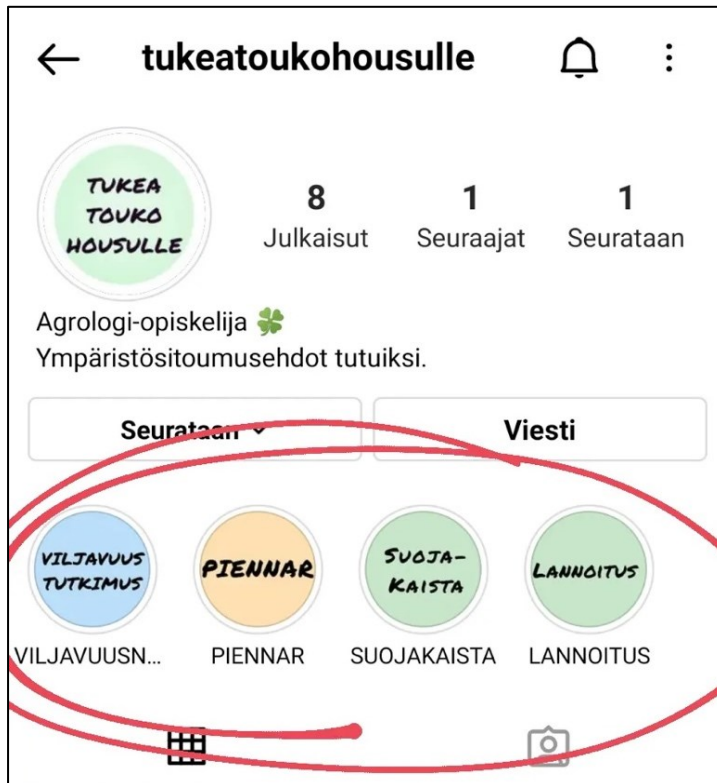 tukeatoukohousulle
TUKEA
TOUKO
HOUSULLE
8
Julkaisut
1
Seuraajat
1
Seurataan
Agrologi-opiskelija 🍀
Ympäristösitoumusehdot tutuiksi.
Seurataan
Viesti
VILJAVUUS
TUTKIMUS
PIENNAR
SUOJA-
KAISTA
LANNOITUS
VILJAVUUSN...
PIENNAR
SUOJAKAISTA
LANNOITUS